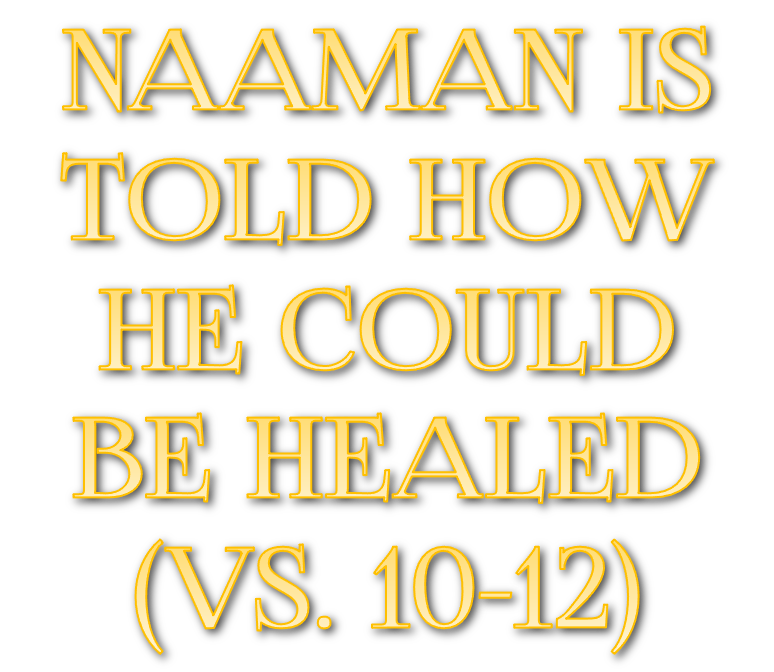 NAAMAN IS
TOLD HOW
HE COULD
BE HEALED
(VS. 10-12)